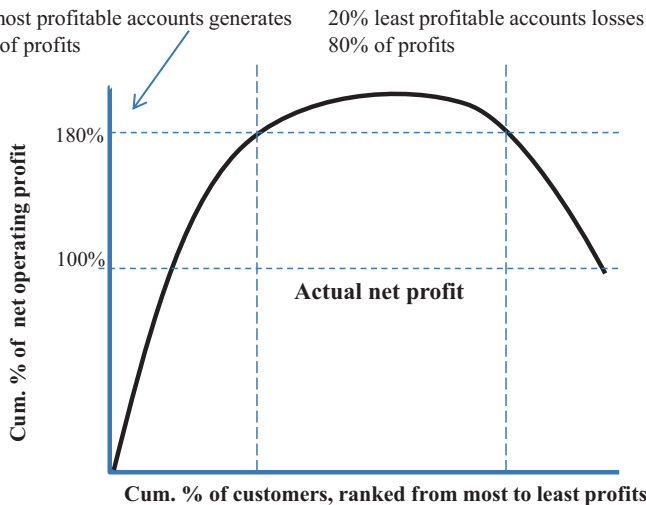 most profitable accounts generates
of profits
20% least profitable accounts losses
80% of profits
180%
100%
Cum. % of net operating profit
Actual net profit
Cum. % of customers, ranked from most to least profits